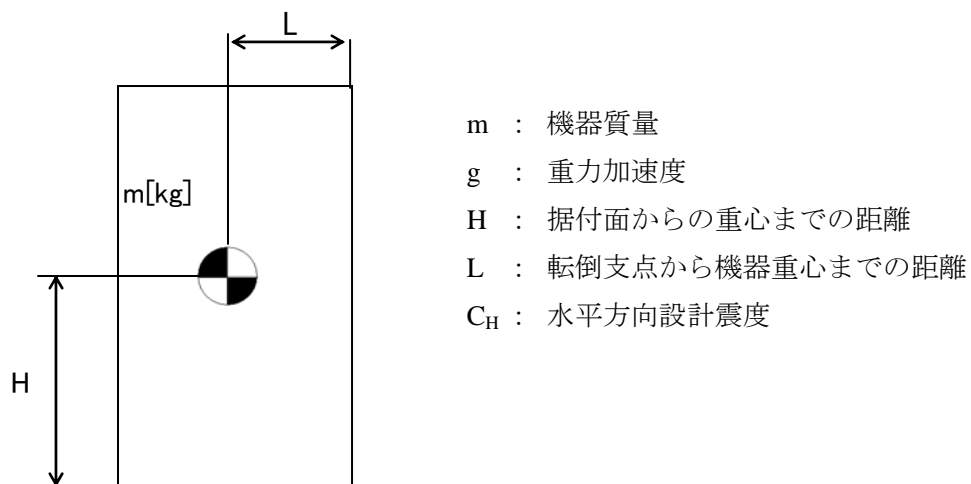 L
m[kg]
H
m : 機器質量
g : 重力加速度
H : 据付面からの重心までの距離
L : 転倒支点から機器重心までの距離
C_H : 水平方向設計震度